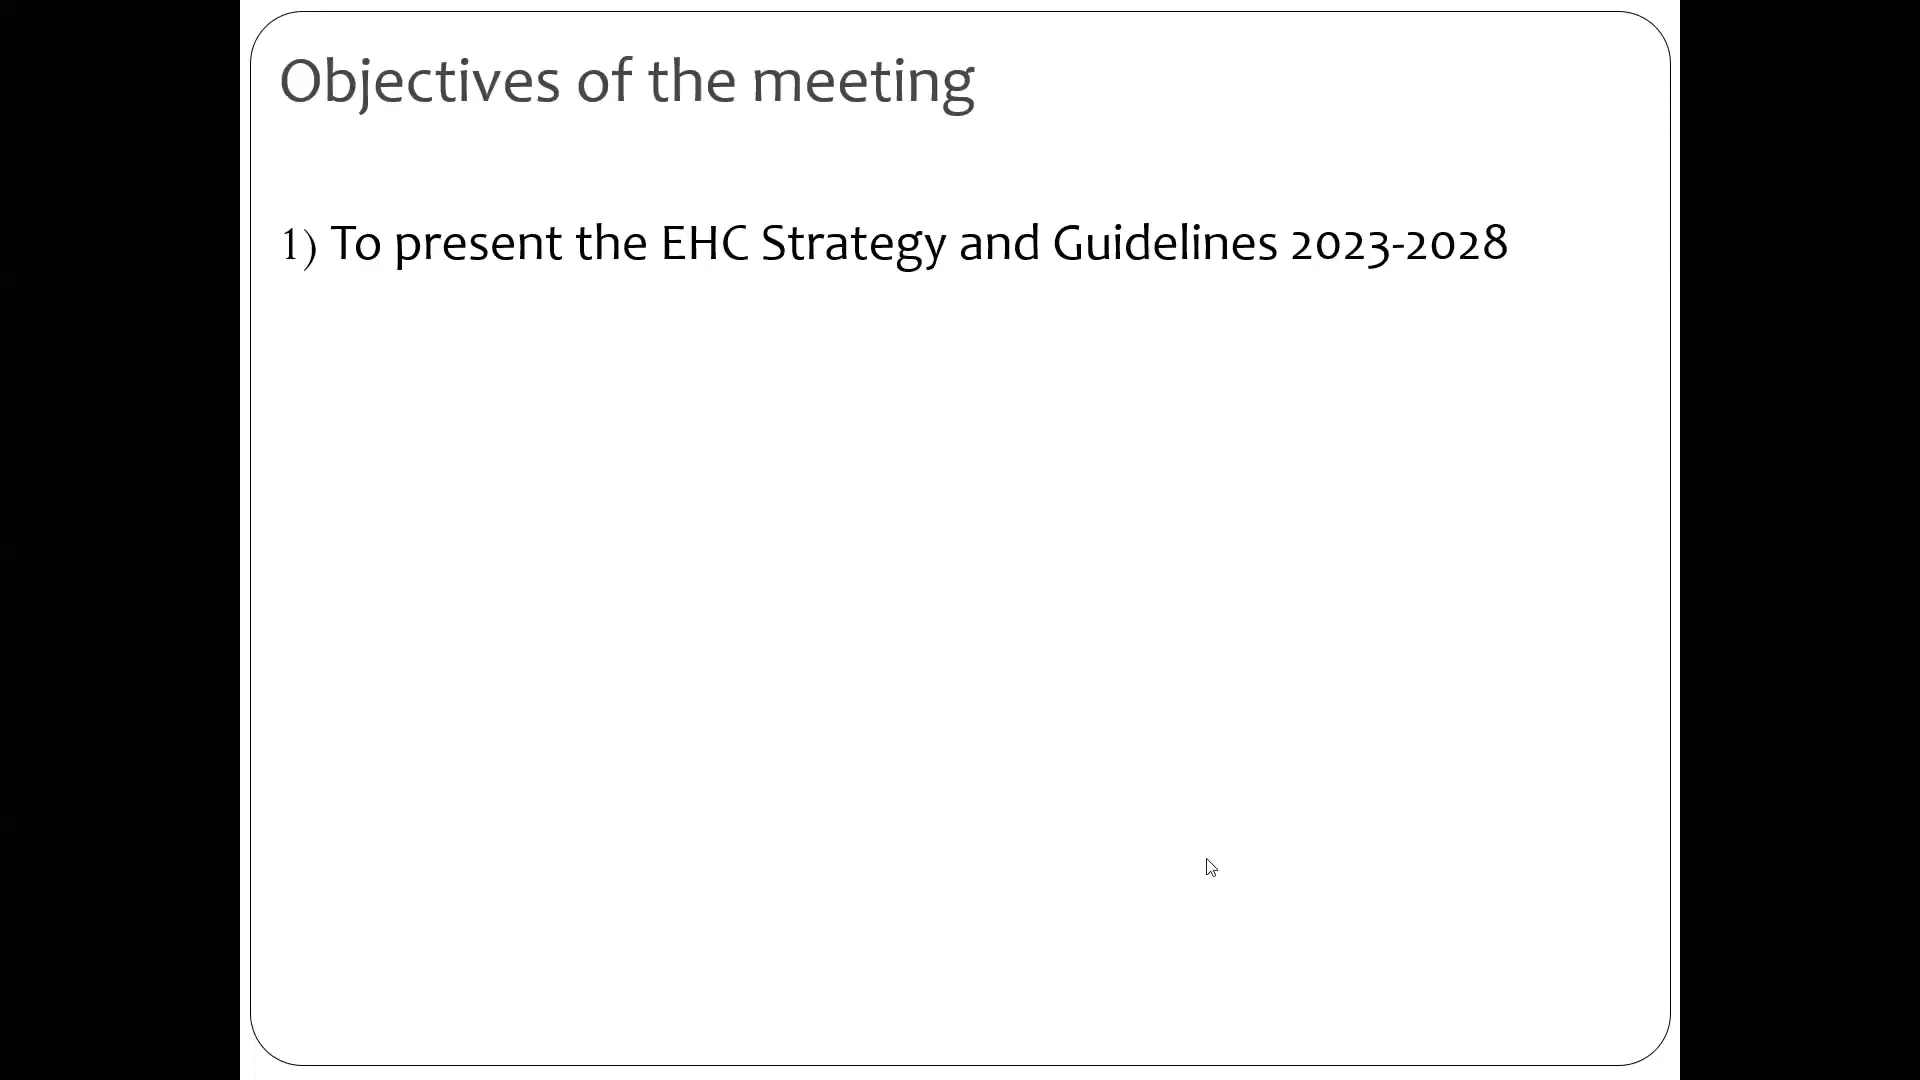 Objectives of the meeting
1) To present the EHC Strategy and Guidelines 2023-2028